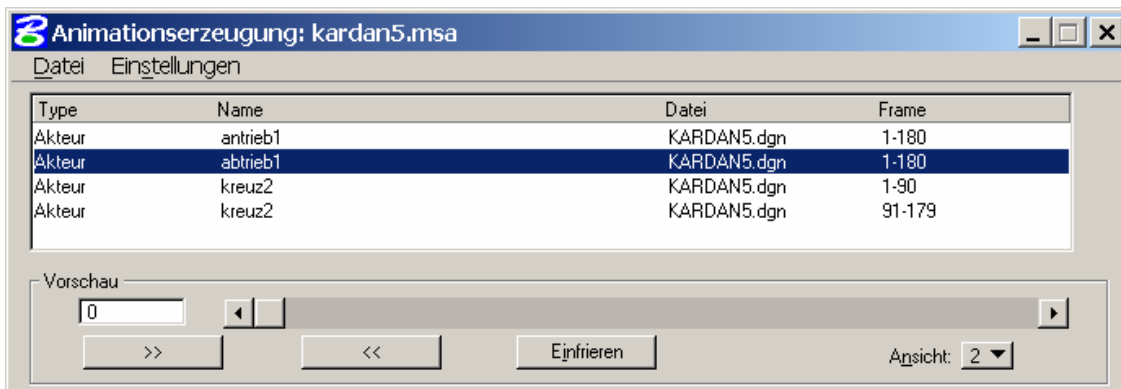 Animationserzeugung: kardan5.msa
Datei Einstellungen
Type Name Datei Frame
Akteur antrieb1 KARDAN5.dgn 1-180
Akteur abtrieb1 KARDAN5.dgn 1-180
Akteur kreuz2 KARDAN5.dgn 1-90
Akteur kreuz2 KARDAN5.dgn 91-179
Vorschau
0
>> << Einfrieren Ansicht: 2